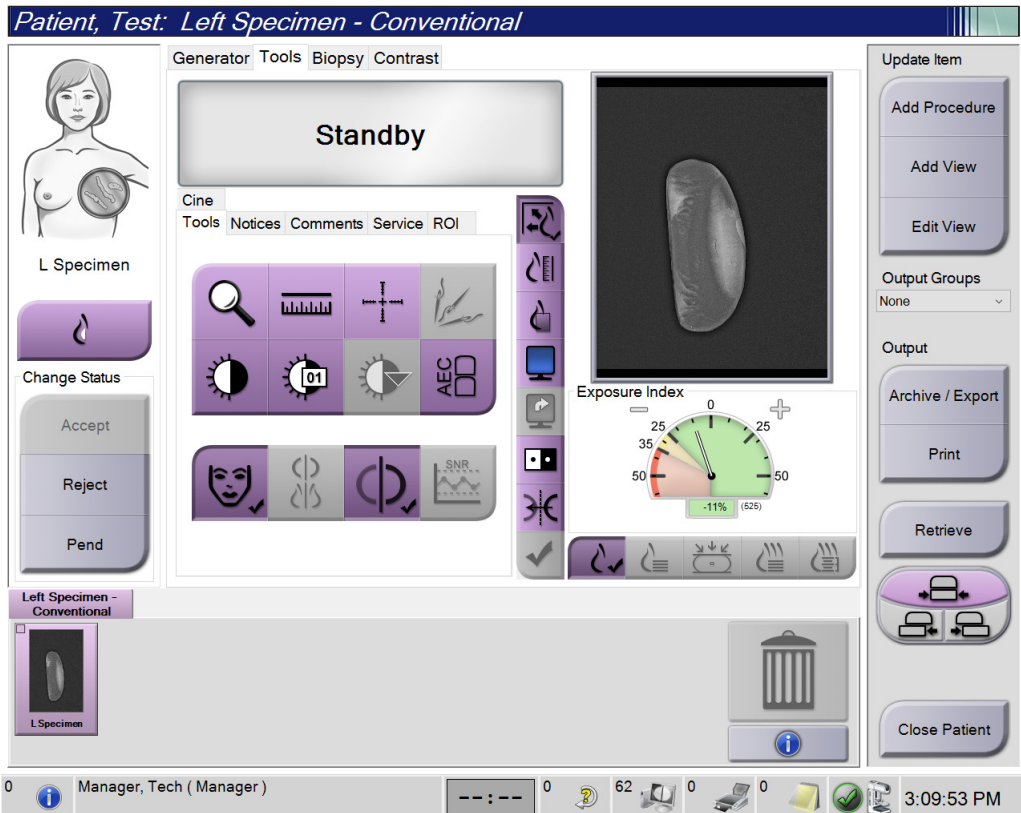 Patient, Test: Left Specimen - Conventional
Generator Tools Biopsy Contrast
Update Item
Standby
Add Procedure
Add View
Edit View
L Specimen
Cine
Tools Notices Comments Service ROI
01
AEC
SNR
Change Status
Accept
Reject
Pend
Exposure Index
0
25
25
35
50
50
-11%
(525)
Output Groups
None
Output
Archive / Export
Print
Retrieve
Left Specimen -
Conventional
L Specimen
Close Patient
0
Manager, Tech ( Manager )
--:--
0
62
0
0
3:09:53 PM